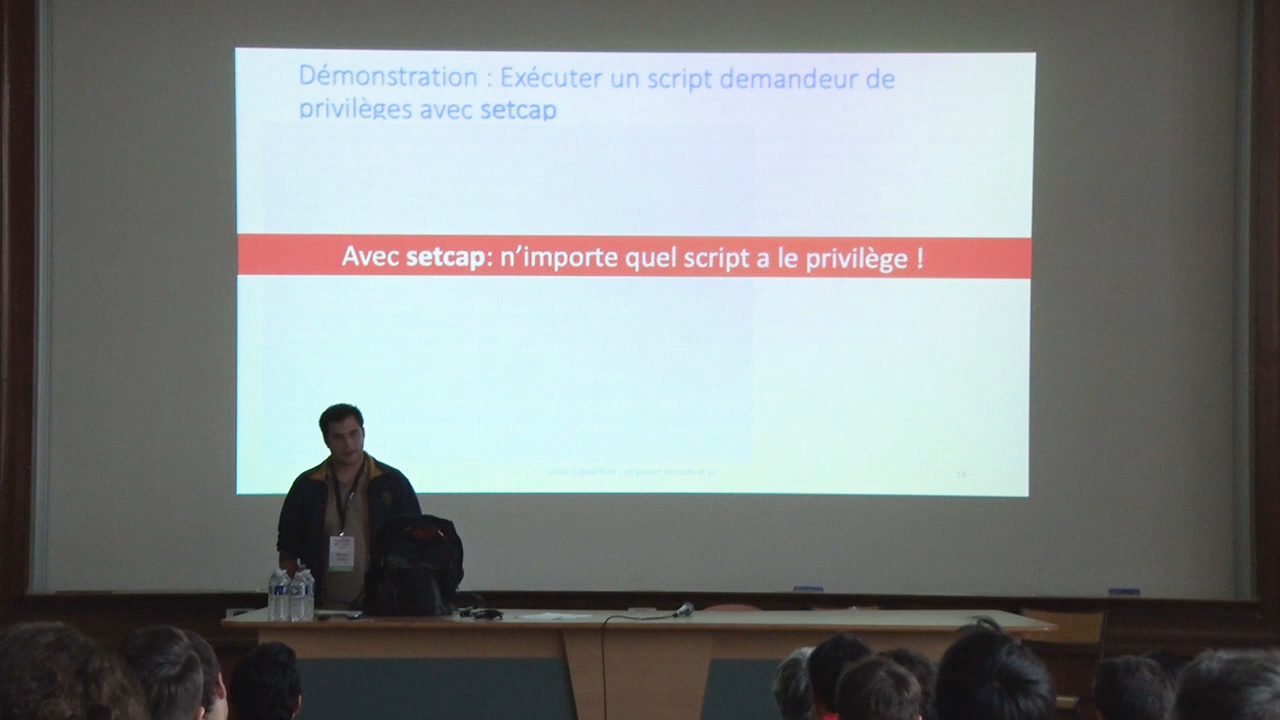 Démonstration : Exécuter un script demandeur de
privilèges avec setcap
Avec setcap: n’importe quel script a le privilège !